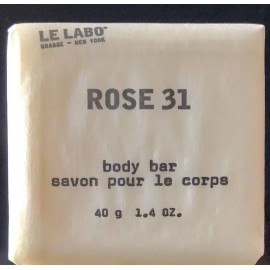 LE LABO®
GRASSE - NEW YORK
ROSE 31
body bar
savon pour le corps
40 g 1.4 OZ.